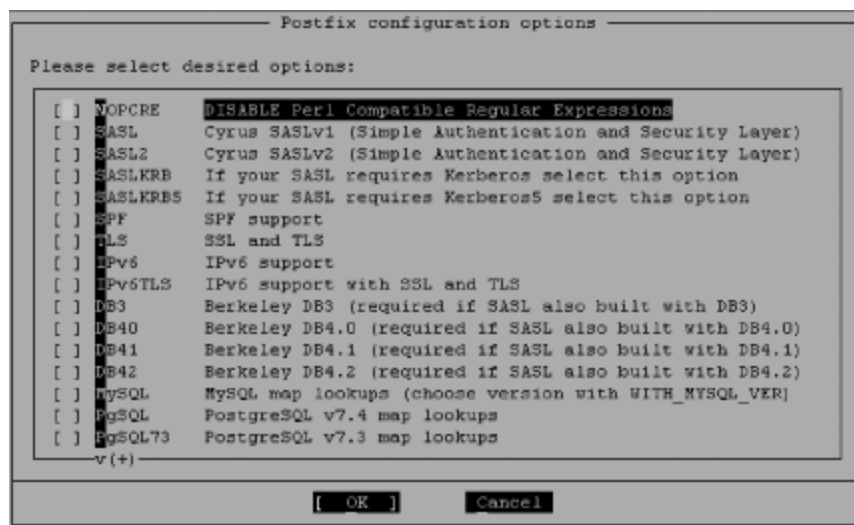 Postfix configuration options
Please select desired options:
[ ] NOPCRE DISABLE Perl Compatible Regular Expressions
[ ] SASL Cyrus SASLv1 (Simple Authentication and Security Layer)
[ ] SASL2 Cyrus SASLv2 (Simple Authentication and Security Layer)
[ ] SASLKRB If your SASL requires Kerberos select this option
[ ] SASLKRB5 If your SASL requires Kerberos5 select this option
[ ] SPF SPF support
[ ] TLS SSL and TLS
[ ] IPv6 IPv6 support
[ ] IPv6TLS IPv6 support with SSL and TLS
[ ] DB3 Berkeley DB3 (required if SASL also built with DB3)
[ ] DB40 Berkeley DB4.0 (required if SASL also built with DB4.0)
[ ] DB41 Berkeley DB4.1 (required if SASL also built with DB4.1)
[ ] DB42 Berkeley DB4.2 (required if SASL also built with DB4.2)
[ ] MySQL MySQL map lookups (choose version with WITH_MYSQL_VER)
[ ] PgSQL PostgreSQL v7.4 map lookups
[ ] PgSQL73 PostgreSQL v7.3 map lookups
v(+)
[ OK ] Cancel